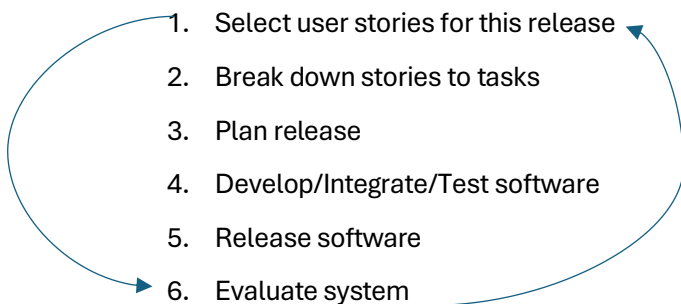 1. Select user stories for this release
2. Break down stories to tasks
3. Plan release
4. Develop/Integrate/Test software
5. Release software
6. Evaluate system